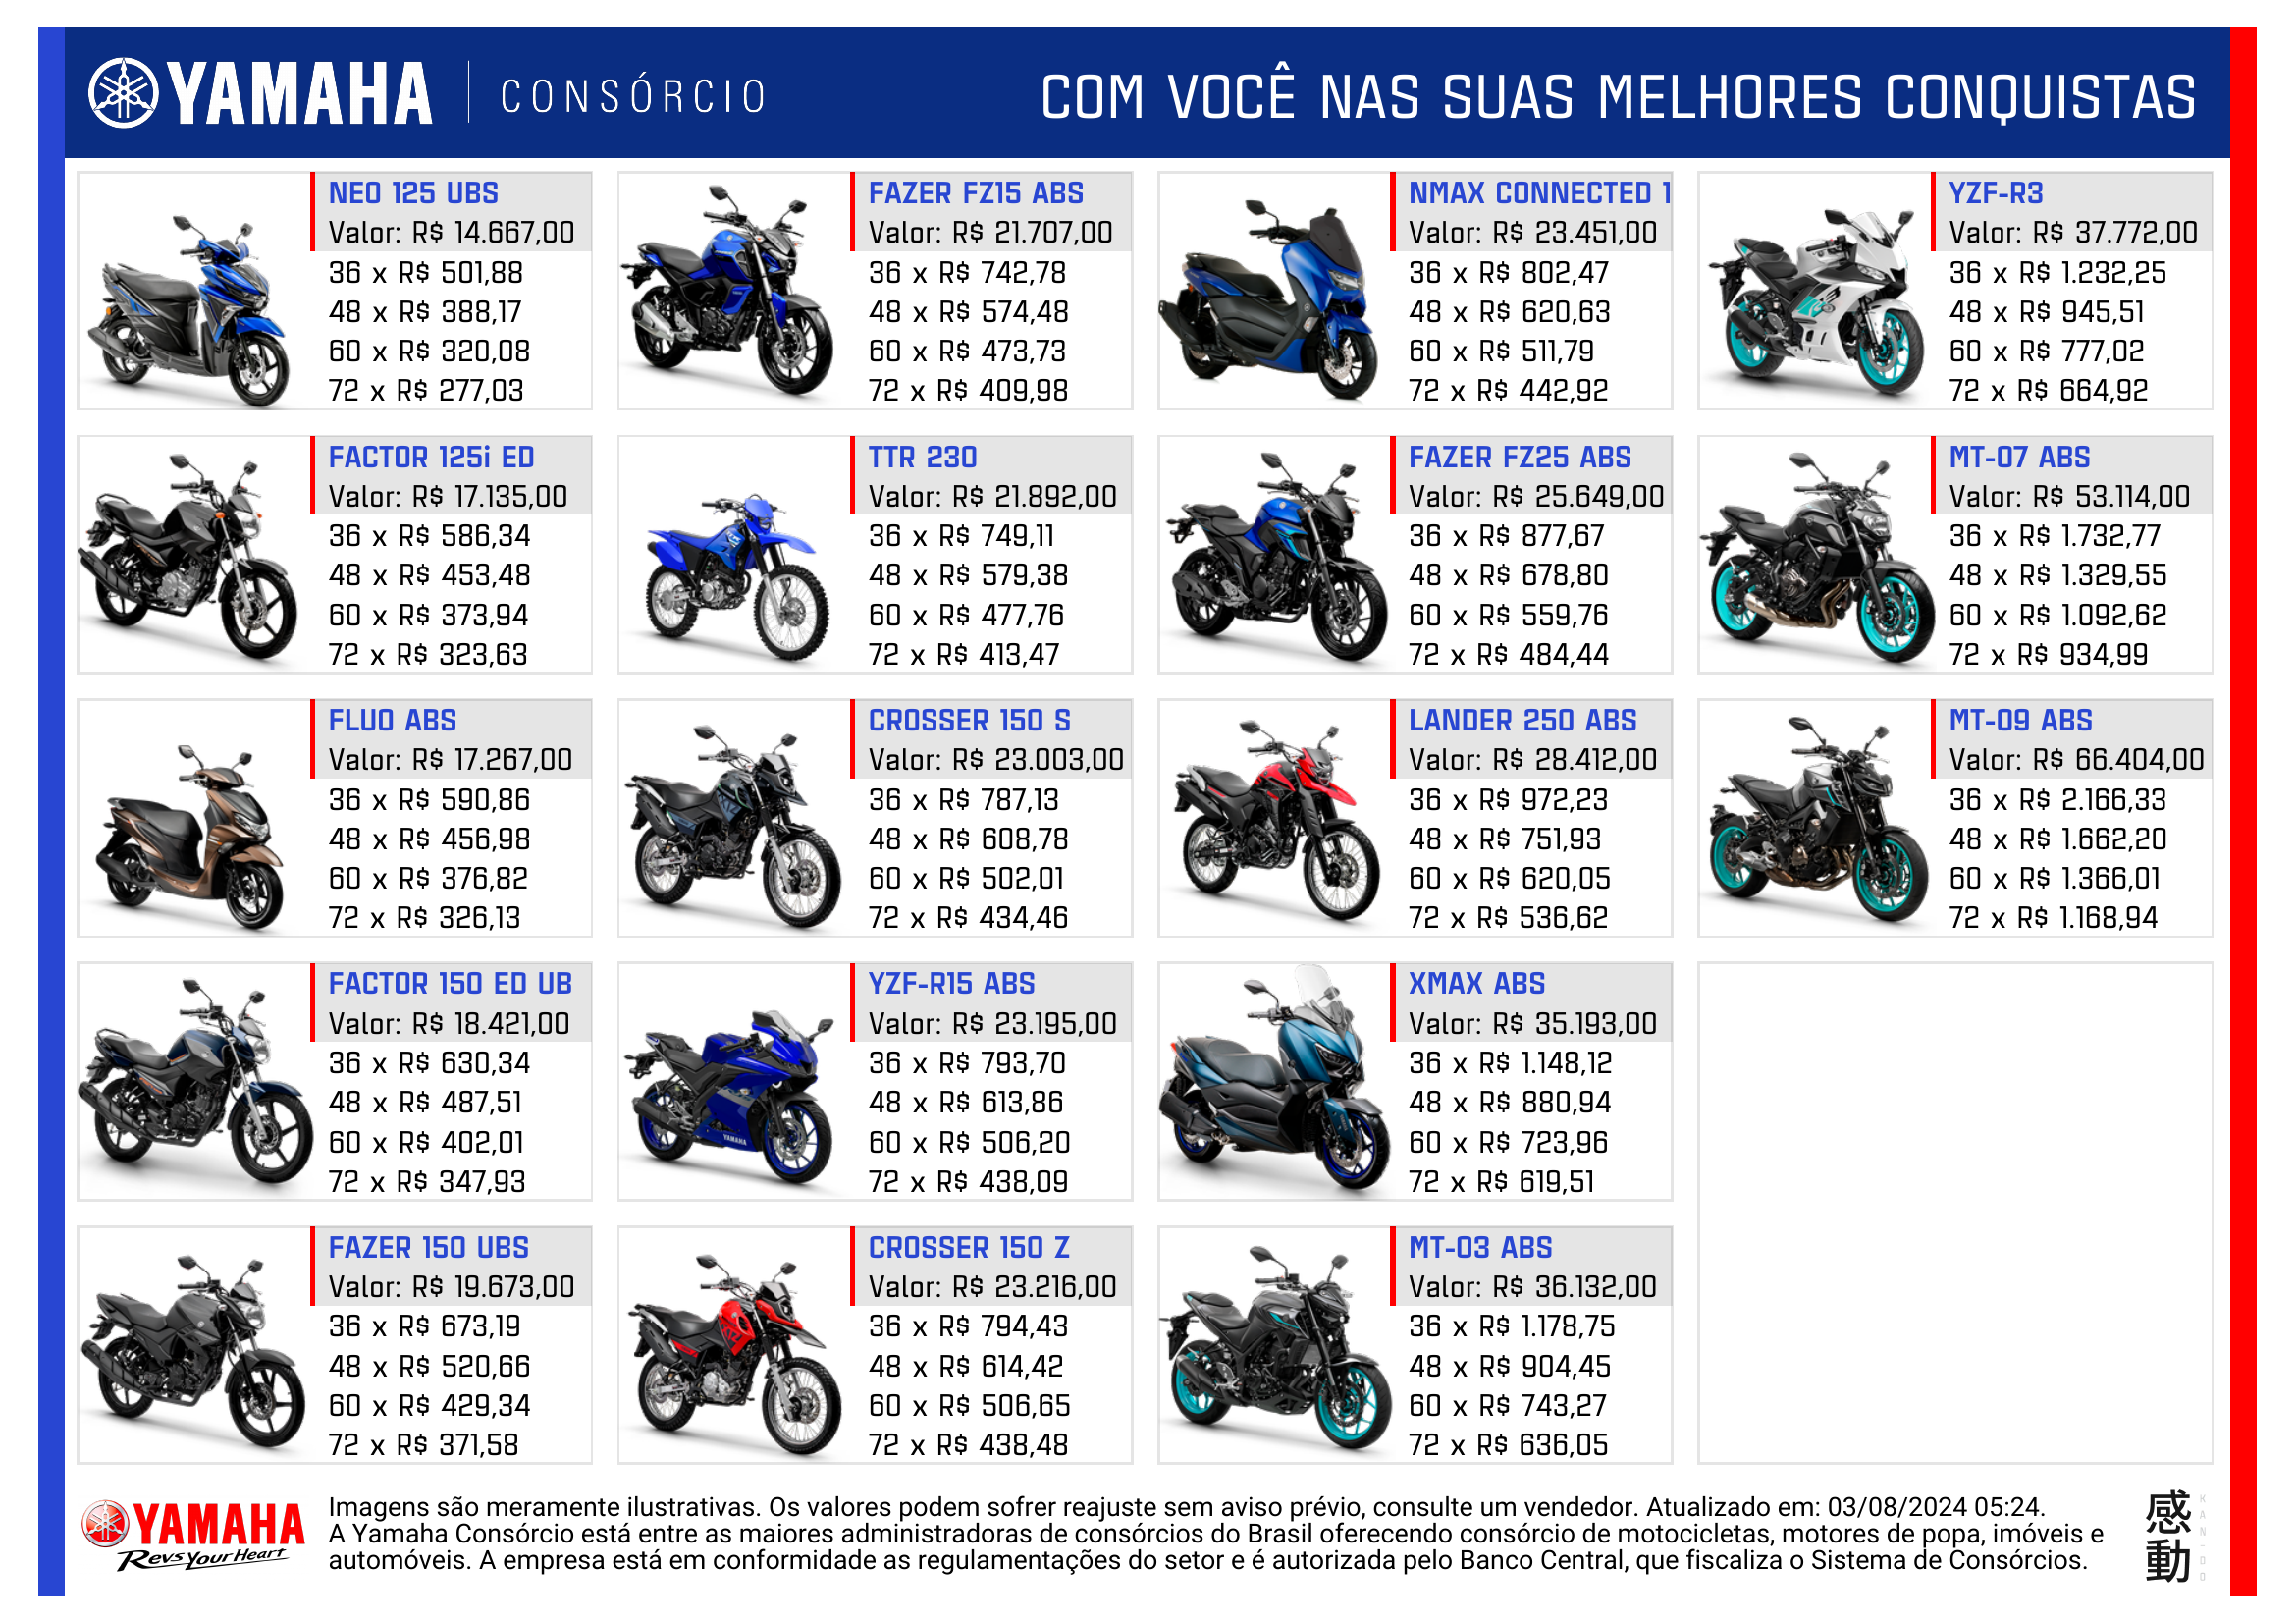 YAMAHA CONSÓRCIO
COM VOCÊ NAS SUAS MELHORES CONQUISTAS
NEO 125 UBS
Valor: R$ 14.667,00
36 x R$ 501,88
48 x R$ 388,17
60 x R$ 320,08
72 x R$ 277,03
FAZER FZ15 ABS
Valor: R$ 21.707,00
36 x R$ 742,78
48 x R$ 574,48
60 x R$ 473,73
72 x R$ 409,98
NMAX CONNECTED 1
Valor: R$ 23.451,00
36 x R$ 802,47
48 x R$ 620,63
60 x R$ 511,79
72 x R$ 442,92
YZF-R3
Valor: R$ 37.772,00
36 x R$ 1.232,25
48 x R$ 945,51
60 x R$ 777,02
72 x R$ 664,92
FACTOR 125i ED
Valor: R$ 17.135,00
36 x R$ 586,34
48 x R$ 453,48
60 x R$ 373,94
72 x R$ 323,63
TTR 230
Valor: R$ 21.892,00
36 x R$ 749,11
48 x R$ 579,38
60 x R$ 477,76
72 x R$ 413,47
FAZER FZ25 ABS
Valor: R$ 25.649,00
36 x R$ 877,67
48 x R$ 678,80
60 x R$ 559,76
72 x R$ 484,44
MT-07 ABS
Valor: R$ 53.114,00
36 x R$ 1.732,77
48 x R$ 1.329,55
60 x R$ 1.092,62
72 x R$ 934,99
FLUO ABS
Valor: R$ 17.267,00
36 x R$ 590,86
48 x R$ 456,98
60 x R$ 376,82
72 x R$ 326,13
CROSSER 150 S
Valor: R$ 23.003,00
36 x R$ 787,13
48 x R$ 608,78
60 x R$ 502,01
72 x R$ 434,46
LANDER 250 ABS
Valor: R$ 28.412,00
36 x R$ 972,23
48 x R$ 751,93
60 x R$ 620,05
72 x R$ 536,62
MT-09 ABS
Valor: R$ 66.404,00
36 x R$ 2.166,33
48 x R$ 1.662,20
60 x R$ 1.366,01
72 x R$ 1.168,94
FACTOR 150 ED UB
Valor: R$ 18.421,00
36 x R$ 630,34
48 x R$ 487,51
60 x R$ 402,01
72 x R$ 347,93
YZF-R15 ABS
Valor: R$ 23.195,00
36 x R$ 793,70
48 x R$ 613,86
60 x R$ 506,20
72 x R$ 438,09
YAMAHA
XMAX ABS
Valor: R$ 35.193,00
36 x R$ 1.148,12
48 x R$ 880,94
60 x R$ 723,96
72 x R$ 619,51
FAZER 150 UBS
Valor: R$ 19.673,00
36 x R$ 673,19
48 x R$ 520,66
60 x R$ 429,34
72 x R$ 371,58
CROSSER 150 Z
Valor: R$ 23.216,00
36 x R$ 794,43
48 x R$ 614,42
60 x R$ 506,65
72 x R$ 438,48
MT-03 ABS
Valor: R$ 36.132,00
36 x R$ 1.178,75
48 x R$ 904,45
60 x R$ 743,27
72 x R$ 636,05
YAMAHA
Revs Your Heart
Imagens são meramente ilustrativas. Os valores podem sofrer reajuste sem aviso prévio, consulte um vendedor. Atualizado em: 03/08/2024 05:24.
A Yamaha Consórcio está entre as maiores administradoras de consórcios do Brasil oferecendo consórcio de motocicletas, motores de popa, imóveis e
automóveis. A empresa está em conformidade as regulamentações do setor e é autorizada pelo Banco Central, que fiscaliza o Sistema de Consórcios.
感動
KAN-DO